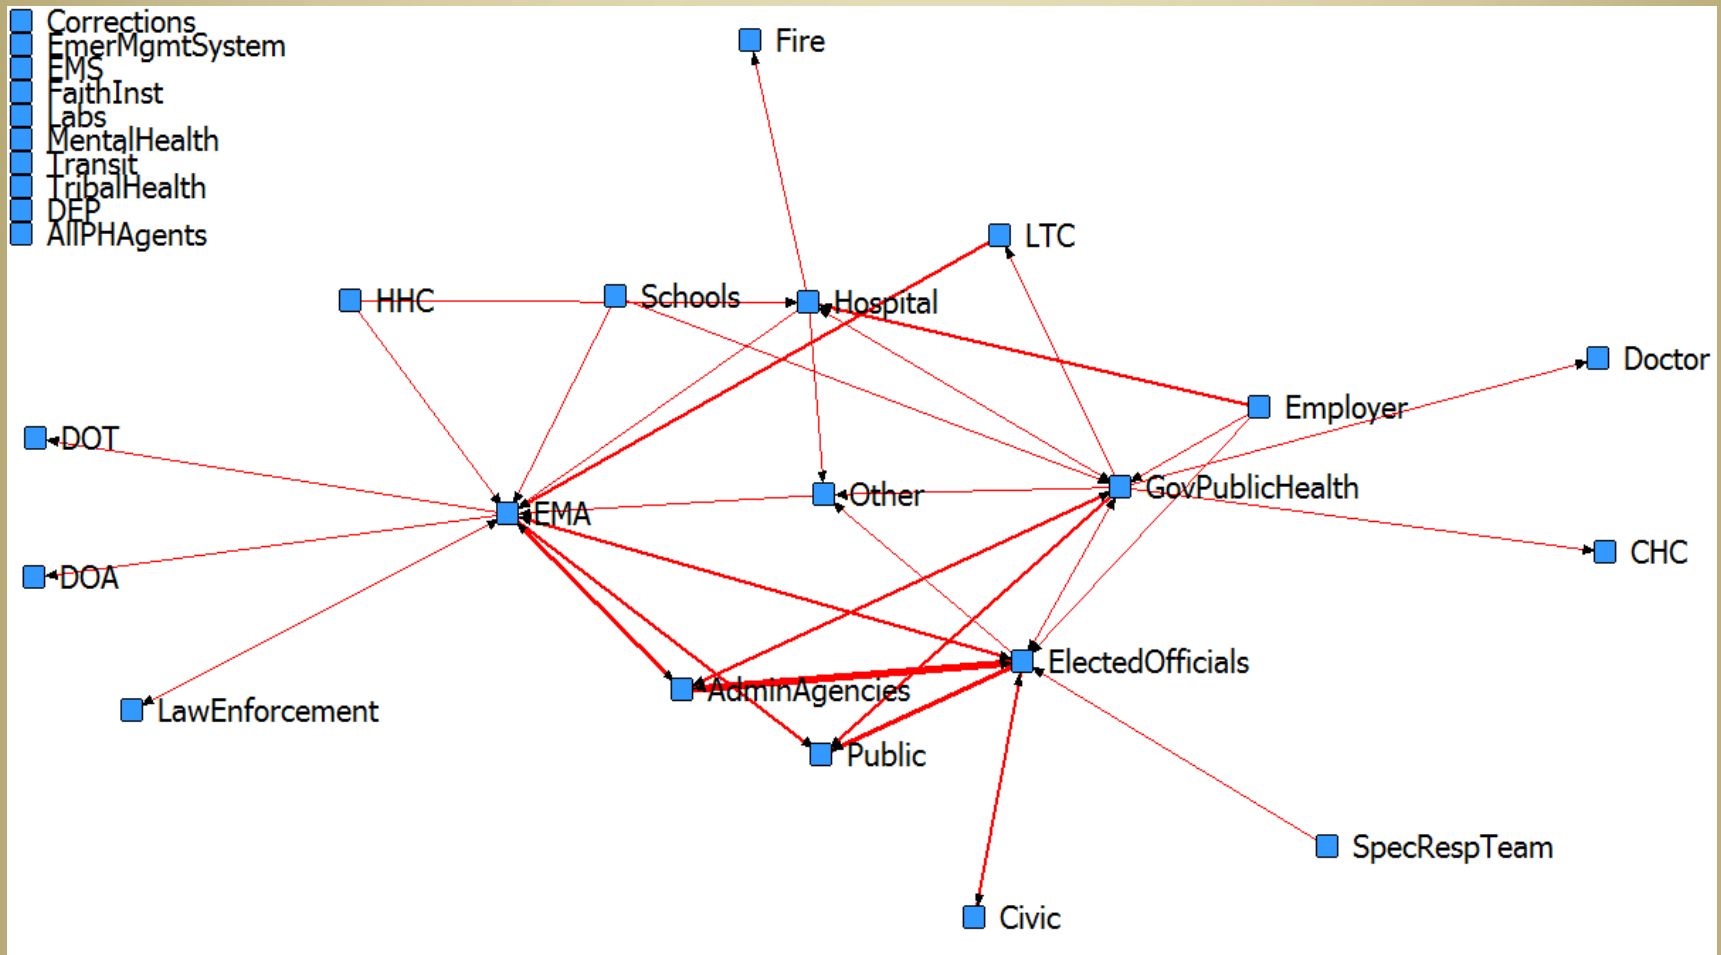 Corrections
EmerMgmtSystem
EMS
FaithInst
Labs
MentalHealth
Transit
TribalHealth
DEP
AllPHAgents
Fire
LTC
HHC
Schools
Hospital
Doctor
Employer
DOT
Other
GovPublicHealth
EMA
CHC
DOA
ElectedOfficials
AdminAgencies
LawEnforcement
Public
SpecRespTeam
Civic